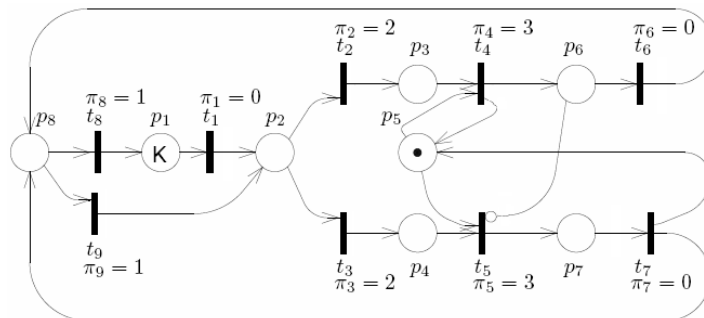 π₂ = 2
t₂
p₃
π₄ = 3
t₄
p₆
π₆ = 0
t₆
p₈
π₈ = 1
t₈
p₁
K
π₁ = 0
t₁
p₂
p₅
t₉
π₉ = 1
t₃
π₃ = 2
p₄
t₅
π₅ = 3
p₇
t₇
π₇ = 0